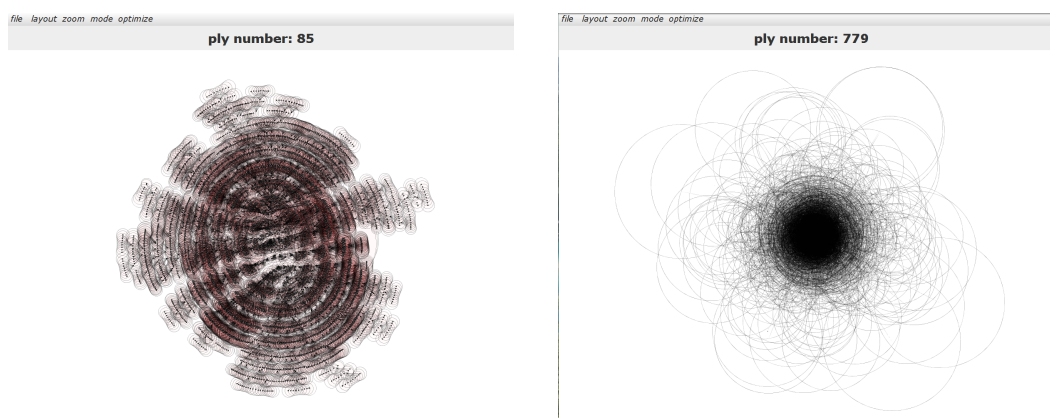 file layout zoom mode optimize
ply number: 85
file layout zoom mode optimize
ply number: 779